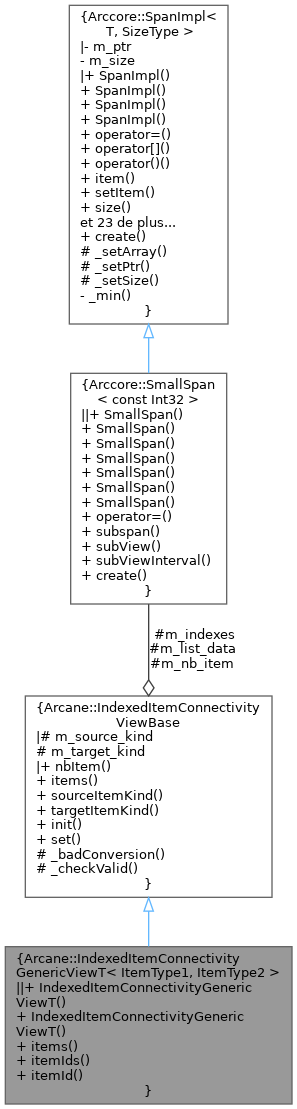 {Arccore::SpanImpl<
T, SizeType >
|- m_ptr
- m_size
|+ SpanImpl()
+ SpanImpl()
+ SpanImpl()
+ SpanImpl()
+ operator=()
+ operator[]()
+ operator()()
+ item()
+ setItem()
+ size()
et 23 de plus...
+ create()
# _setArray()
# _setPtr()
# _setSize()
- _min()
}
{Arccore::SmallSpan
< const Int32 >
||+ SmallSpan()
+ SmallSpan()
+ SmallSpan()
+ SmallSpan()
+ SmallSpan()
+ SmallSpan()
+ SmallSpan()
+ operator=()
+ subspan()
+ subView()
+ subViewInterval()
+ create()
}
#m_indexes
#m_list_data
#m_nb_item
{Arcane::IndexedItemConnectivity
ViewBase
|# m_source_kind
# m_target_kind
|+ nbItem()
+ items()
+ sourceItemKind()
+ targetItemKind()
+ init()
+ set()
# _badConversion()
# _checkValid()
}
{Arcane::IndexedItemConnectivity
GenericViewT< ItemType1, ItemType2 >
||+ IndexedItemConnectivityGeneric
ViewT()
+ IndexedItemConnectivityGeneric
ViewT()
+ items()
+ itemIds()
+ itemId()
}